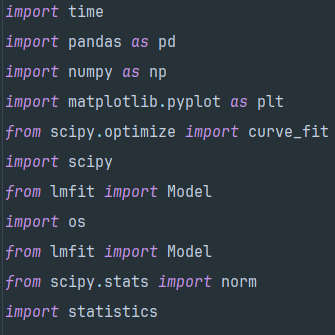 import time
import pandas as pd
import numpy as np
import matplotlib.pyplot as plt
from scipy.optimize import curve_fit
import scipy
from lmfit import Model
import os
from lmfit import Model
from scipy.stats import norm
import statistics